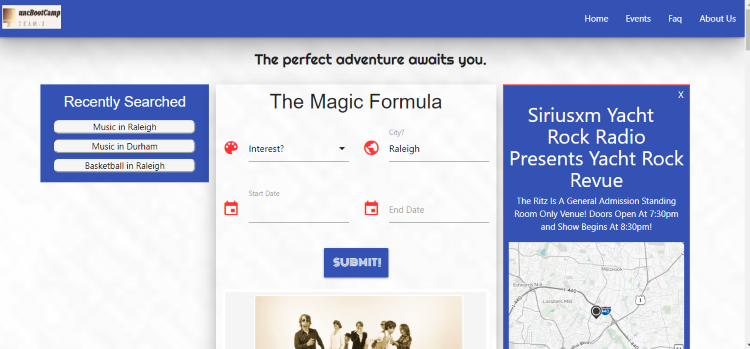 uncBootCamp
TEAM-3
Home
Events
Faq
About Us
The perfect adventure awaits you.
Recently Searched
Music in Raleigh
Music in Durham
Basketball in Raleigh
The Magic Formula
Interest?
City?
Raleigh
Start Date
End Date
SUBMIT!
X
Siriusxm Yacht
Rock Radio
Presents Yacht Rock
Revue
The Ritz Is A General Admission Standing
Room Only Venue! Doors Open At 7:30pm
and Show Begins At 8:30pm!
Millbrook
I 440
1
Edwards Mill
Lassiters Mill
I 440